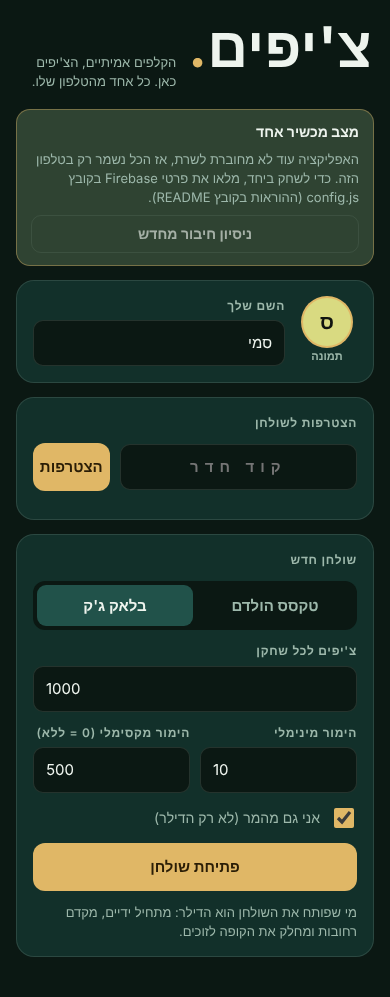 צ'יפים.
הקלפים אמיתיים, הצ'יפים
כאן. כל אחד מהטלפון שלו.
מצב מכשיר אחד
האפליקציה עוד לא מחוברת לשרת, אז הכל נשמר רק בטלפון
הזה. כדי לשחק ביחד, מלאו את פרטי Firebase בקובץ
config.js (ההוראות בקובץ README).
ניסיון חיבור מחדש
ס
תמונה
השם שלך
סמי
הצטרפות לשולחן
קוד חדר
הצטרפות
שולחן חדש
טקסס הולדם
בלאק ג'ק
צ'יפים לכל שחקן
1000
הימור מינימלי
הימור מקסימלי (0 = ללא)
10
500
אני גם מהמר (לא רק הדילר)
פתיחת שולחן
מי שפותח את השולחן הוא הדילר: מתחיל ידיים, מקדם
רחובות ומחלק את הקופה לזוכים.